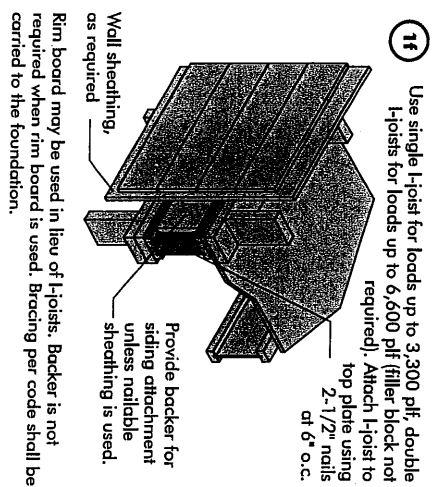 1f
Use single I-joist for loads up to 3,300 plf, double
I-joists for loads up to 6,600 plf (filler block not
required). Attach I-joist to
top plate using
2-1/2" nails
at 6" o.c.
Wall sheathing,
as required
Provide backer for
siding attachment
unless nailable
sheathing is used.
Rim board may be used in lieu of I-joists. Backer is not
required when rim board is used. Bracing per code shall be
carried to the foundation.